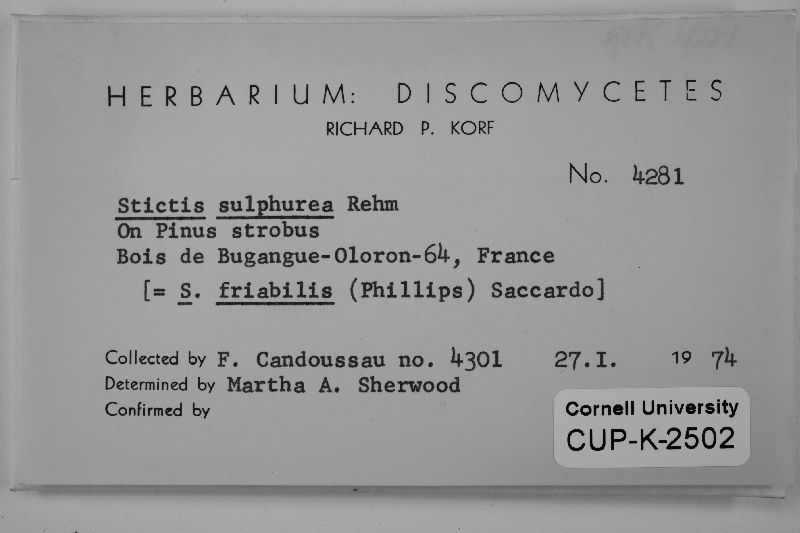 HERBARIUM: DISCOMYCETES
RICHARD P. KORF
No. 4281
Stictis sulphurea Rehm
On Pinus strobus
Bois de Bugangue-Oloron-64, France
[= S. friabilis (Phillips) Saccardo]
Collected by F. Candoussau no. 4301 27.I. 19 74
Determined by Martha A. Sherwood
Confirmed by
Cornell University
CUP-K-2502